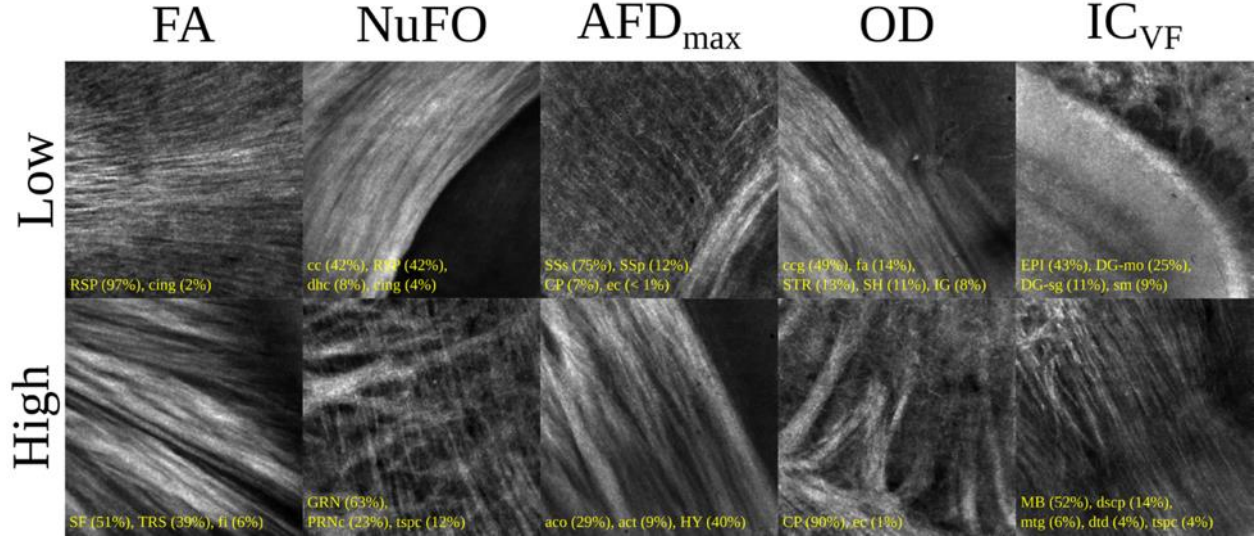 FA NuFO AFDmax OD ICVF
Low
RSP (97%), cing (2%)
cc (42%), RSP (42%),
dhc (8%), cing (4%)
SSs (75%), SSp (12%),
CP (7%), ec (< 1%)
ccg (49%), fa (14%),
STR (13%), SH (11%), IG (8%)
EPI (43%), DG-mo (25%),
DG-sg (11%), sm (9%)
High
SF (51%), TRS (39%), fi (6%)
GRN (63%),
PRNc (23%), tspc (12%)
aco (29%), act (9%), HY (40%)
CP (90%), ec (1%)
MB (52%), dscp (14%),
mtg (6%), dtd (4%), tspc (4%)